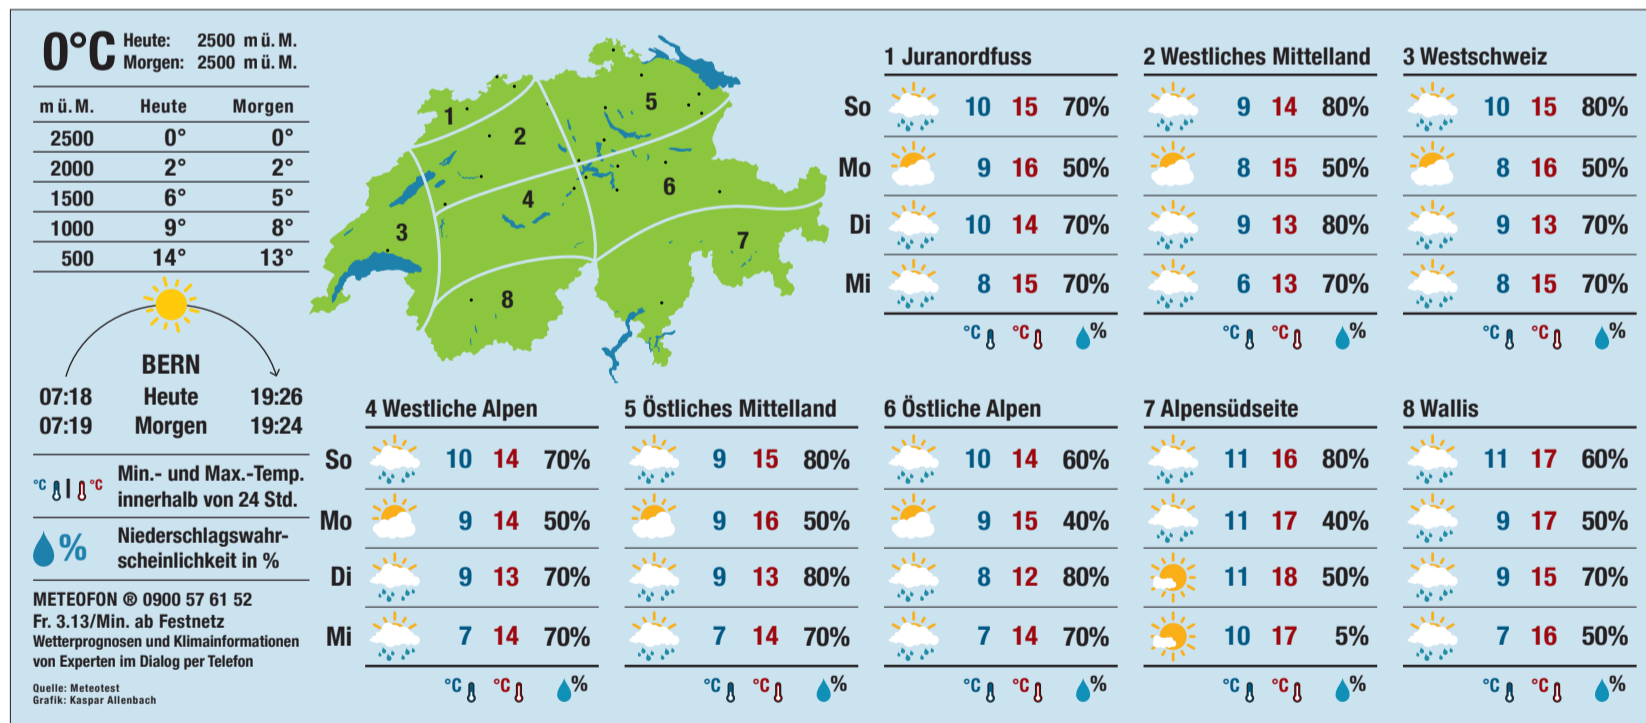 0°C
Heute: 2500 m ü. M.
Morgen: 2500 m ü. M.
m ü. M. Heute Morgen
2500 0° 0°
2000 2° 2°
1500 6° 5°
1000 9° 8°
500 14° 13°
BERN
07:18 Heute 19:26
07:19 Morgen 19:24
°C | °C Min.- und Max.-Temp.
innerhalb von 24 Std.
% Niederschlagswahr-
scheinlichkeit in %
METEOFON ® 0900 57 61 52
Fr. 3.13/Min. ab Festnetz
Wetterprognosen und Klimainformationen
von Experten im Dialog per Telefon
Quelle: Meteotest
Grafik: Kaspar Allenbach
1
2
3
4
5
6
7
8
1 Juranordfuss
So 10 15 70%
Mo 9 16 50%
Di 10 14 70%
Mi 8 15 70%
°C °C %
2 Westliches Mittelland
9 14 80%
8 15 50%
9 13 80%
6 13 70%
°C °C %
3 Westschweiz
10 15 80%
8 16 50%
9 13 70%
8 15 70%
°C °C %
4 Westliche Alpen
So 10 14 70%
Mo 9 14 50%
Di 9 13 70%
Mi 7 14 70%
°C °C %
5 Östliches Mittelland
9 15 80%
9 16 50%
9 13 80%
7 14 70%
°C °C %
6 Östliche Alpen
10 14 60%
9 15 40%
8 12 80%
7 14 70%
°C °C %
7 Alpensüdseite
11 16 80%
11 17 40%
11 18 50%
10 17 5%
°C °C %
8 Wallis
11 17 60%
9 17 50%
9 15 70%
7 16 50%
°C °C %